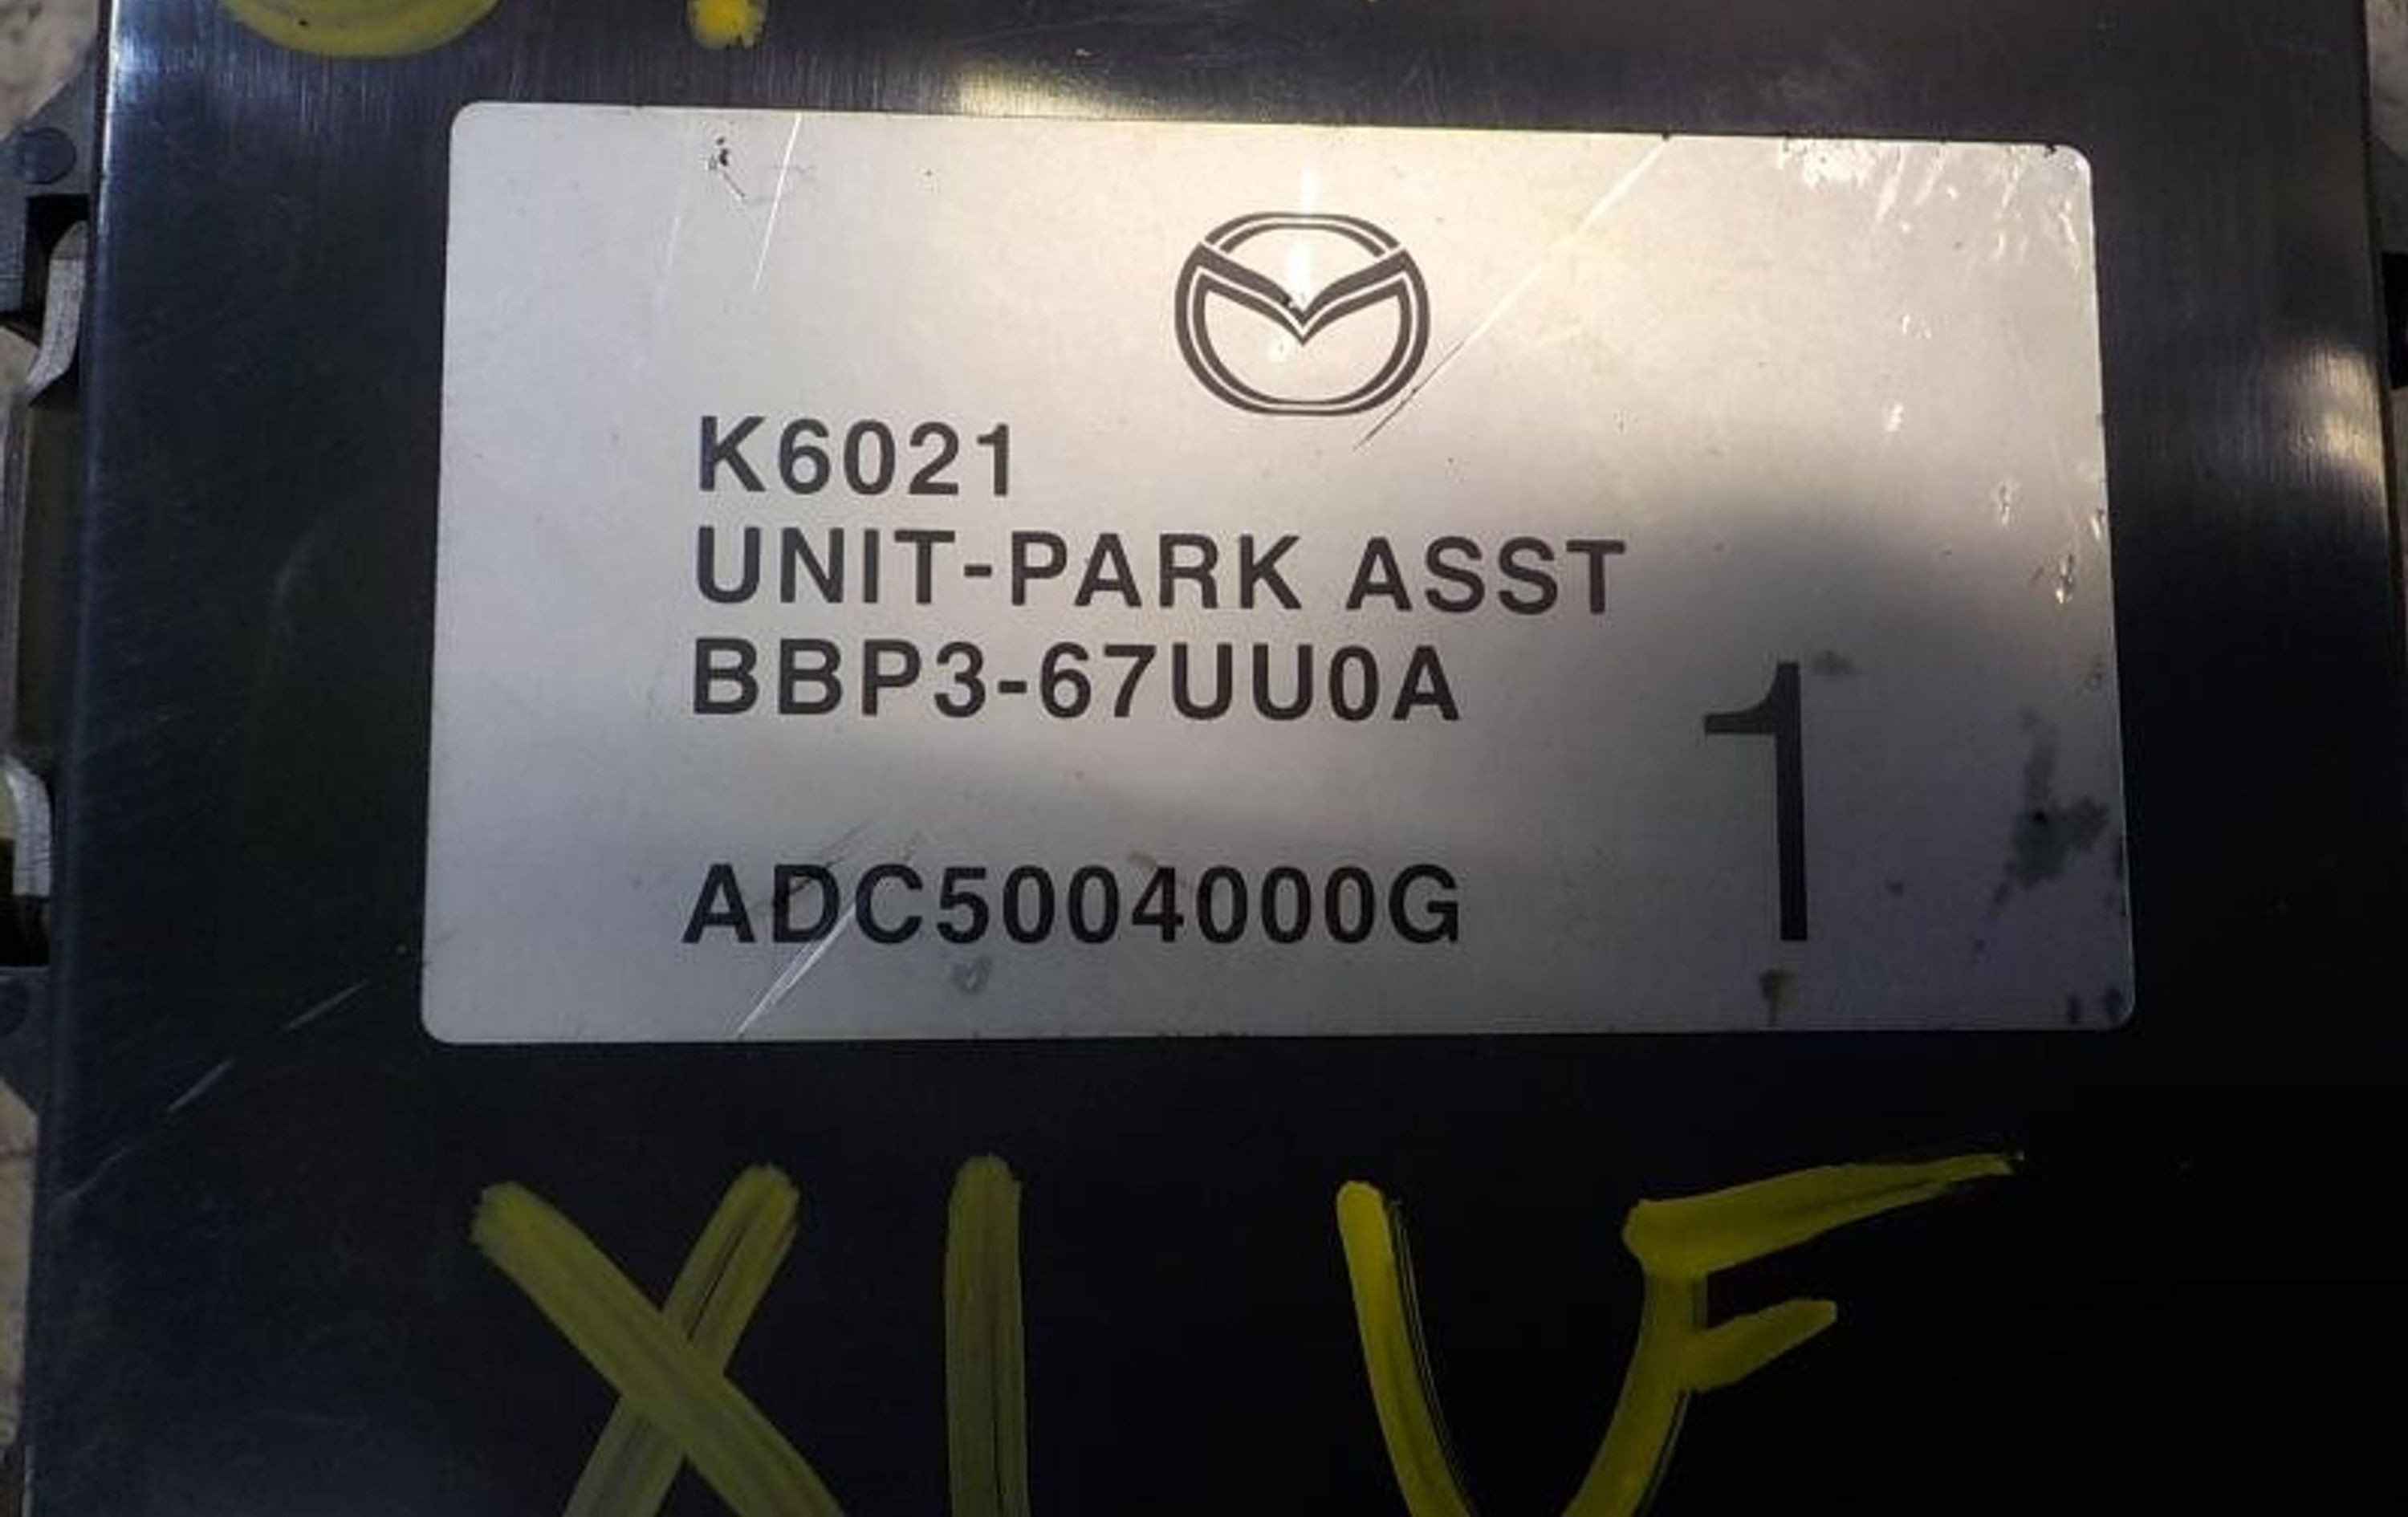 K6021
UNIT-PARK ASST
BBP3-67UU0A
1
ADC5004000G